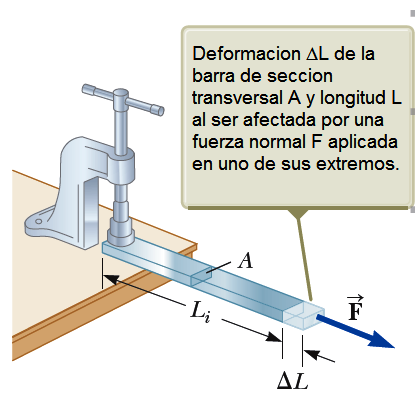 Deformacion ΔL de la
barra de seccion
transversal A y longitud L
al ser afectada por una
fuerza normal F aplicada
en uno de sus extremos.
A
L_i
F⃗
ΔL